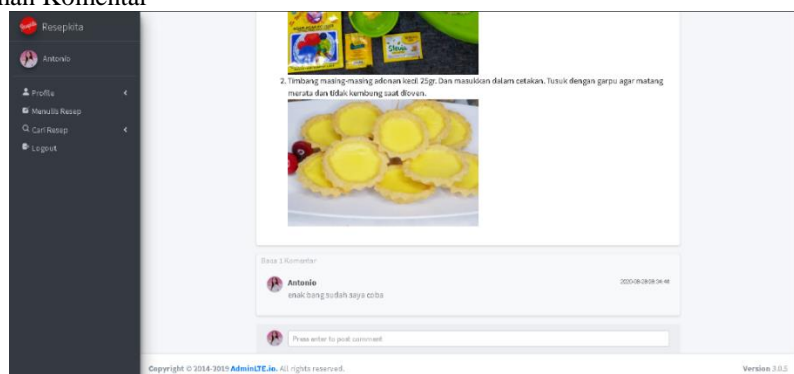 Resepkita
Antonio
Profile
Menulis Resep
Cari Resep
Logout
Stevia
2. Timbang masing-masing adonan kecil 25gr. Dan masukkan dalam cetakan. Tusuk dengan garpu agar matang
merata dan tidak kembung saat dioven.
Baca 1 Komentar
Antonio
enak bang sudah saya coba
Press enter to post comment
Copyright © 2014-2019 AdminLTE.io. All rights reserved.
Version 3.0.5